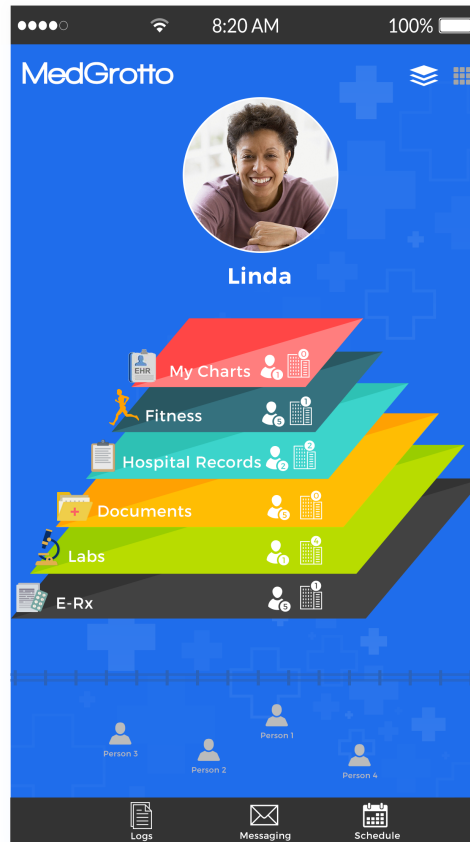 8:20 AM 100%
MedGrotto
Linda
EHR My Charts 1 0
Fitness 5 1
Hospital Records 2 2
Documents 5 0
Labs 1 4
E-Rx 5 1
Person 1
Person 3
Person 2
Person 4
Logs Messaging Schedule